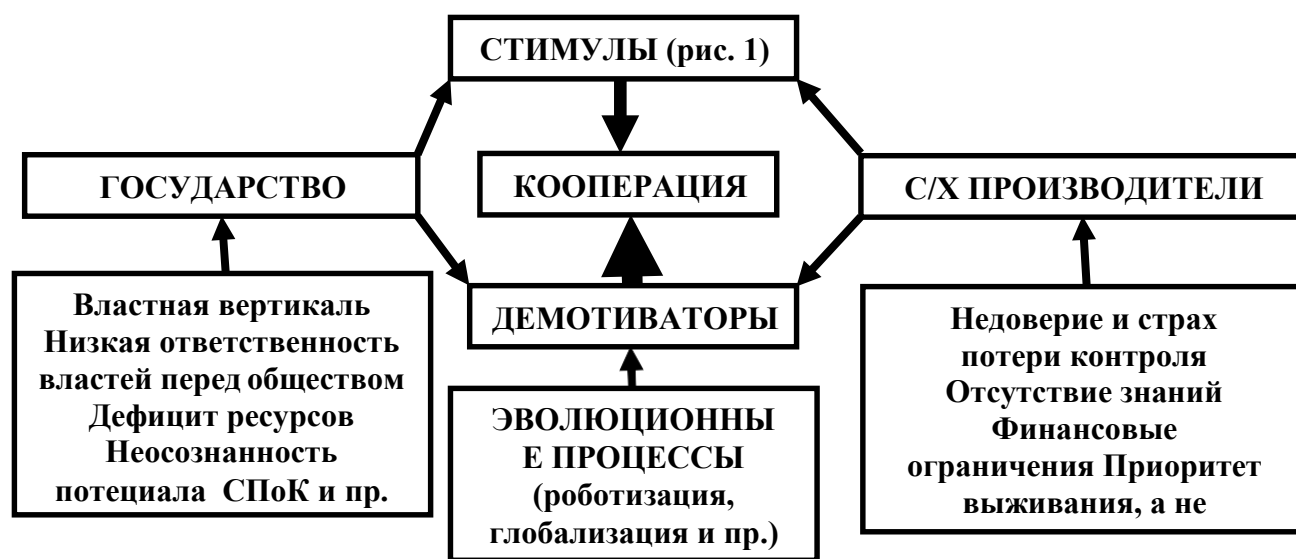 СТИМУЛЫ (рис. 1)
ГОСУДАРСТВО
КООПЕРАЦИЯ
С/Х ПРОИЗВОДИТЕЛИ
Властная вертикаль
Низкая ответственность
властей перед обществом
Дефицит ресурсов
Неосознанность
потециала СПоК и пр.
ДЕМОТИВАТОРЫ
ЭВОЛЮЦИОННЫ
Е ПРОЦЕССЫ
(роботизация,
глобализация и пр.)
Недоверие и страх
потери контроля
Отсутствие знаний
Финансовые
ограничения Приоритет
выживания, а не